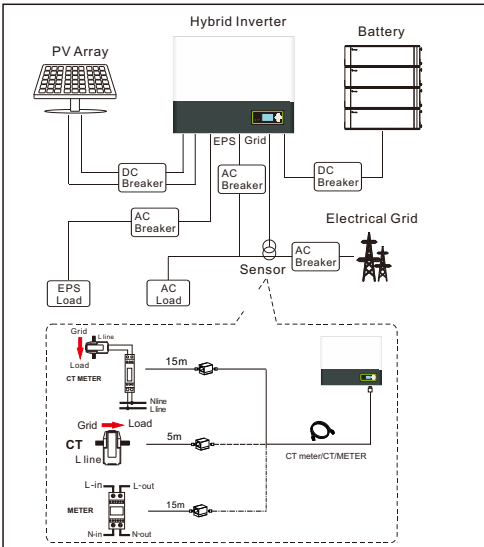 Hybrid Inverter
PV Array
Battery
EPS Grid
DC
Breaker
AC
Breaker
DC
Breaker
AC
Breaker
Electrical Grid
AC
Breaker
Sensor
EPS
Load
AC
Load
Grid
L line
Load
CT METER
15m
Nline
Lline
Grid
Load
CT
5m
L line
CT meter/CT/METER
L-in
L-out
METER
15m
N-in
N-out